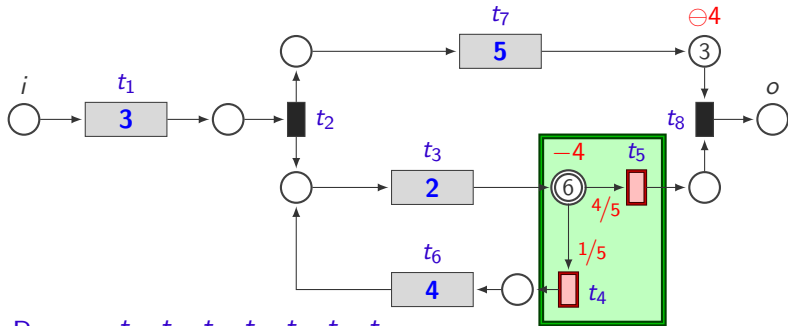 t₇ ⊖4
5 3
i t₁ o
3 t₂ t₈
t₃ −4 t₅
2 6 4/5
t₆ 1/5
4 t₄